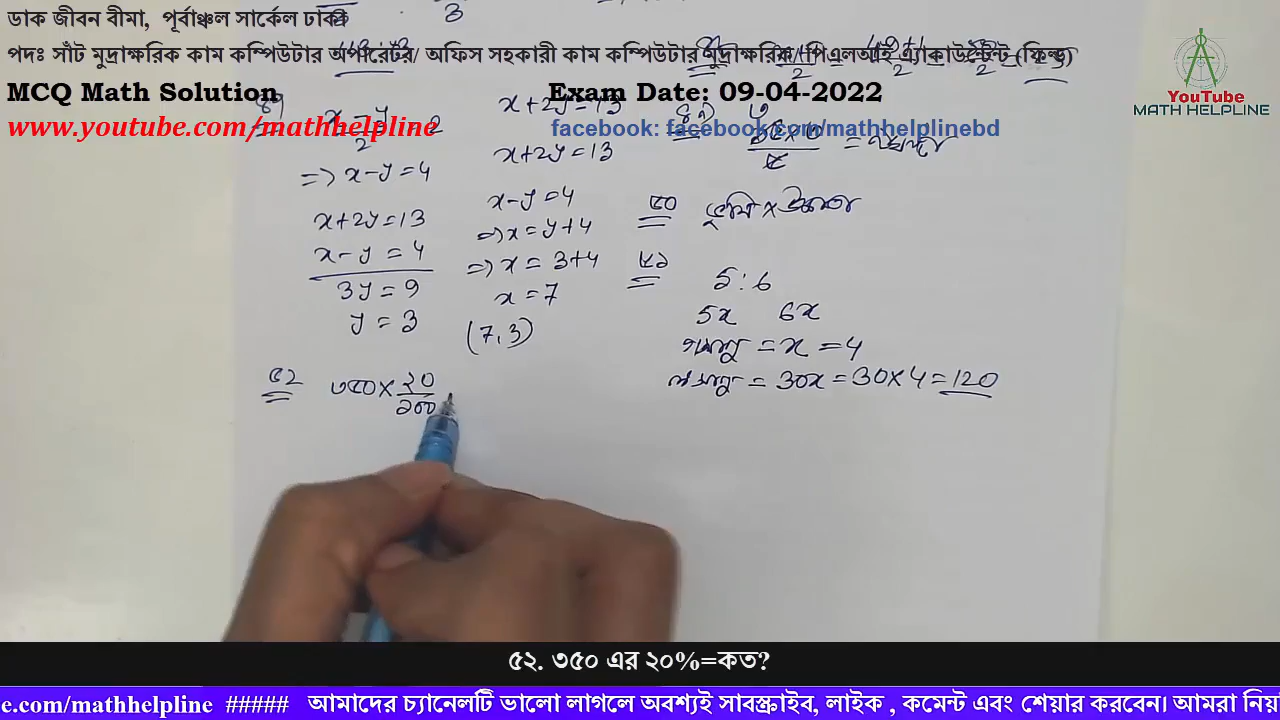 ডাক জীবন বীমা, পূর্বাঞ্চল সার্কেল ঢাকা
পদঃ সাঁট মুদ্রাক্ষরিক কাম কম্পিউটার অপারেটর/ অফিস সহকারী কাম কম্পিউটার মুদ্রাক্ষরিক/পিএলআই এ্যাকাউন্টেন্ট (ফিল্ড)
MCQ Math Solution
Exam Date: 09-04-2022
www.youtube.com/mathhelpline
facebook: facebook.com/mathhelplinebd
YouTube
MATH HELPLINE
x+2y=13
x+2y=13
=> x-y=4
x+2y=13
x-y=4
3y=9
y=3
x-y=4
=> x=y+4
=> x=3+4
x=7
(7,3)
৫০ ভূমি×উচ্চতা
৫১
5:6
5x 6x
গসাগু = x = 4
লসাগু = 30x = 30×4 = 120
৫২ ৩৫০×২০/১০০
৫২. ৩৫০ এর ২০%=কত?
e.com/mathhelpline ##### আমাদের চ্যানেলটি ভালো লাগলে অবশ্যই সাবস্ক্রাইব, লাইক , কমেন্ট এবং শেয়ার করবেন। আমরা নিয়